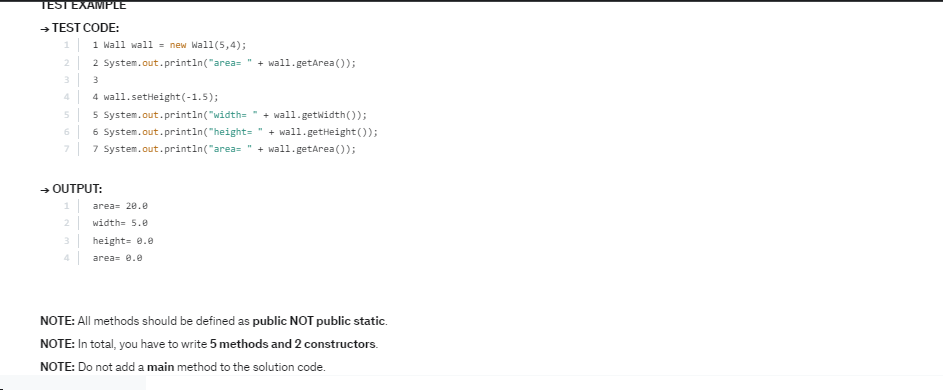 TEST EXAMPLE
→ TEST CODE:
1 1 Wall wall = new Wall(5,4);
2 2 System.out.println("area= " + wall.getArea());
3 3
4 4 wall.setHeight(-1.5);
5 5 System.out.println("width= " + wall.getWidth());
6 6 System.out.println("height= " + wall.getHeight());
7 7 System.out.println("area= " + wall.getArea());
→ OUTPUT:
1 area= 20.0
2 width= 5.0
3 height= 0.0
4 area= 0.0
NOTE: All methods should be defined as public NOT public static.
NOTE: In total, you have to write 5 methods and 2 constructors.
NOTE: Do not add a main method to the solution code.